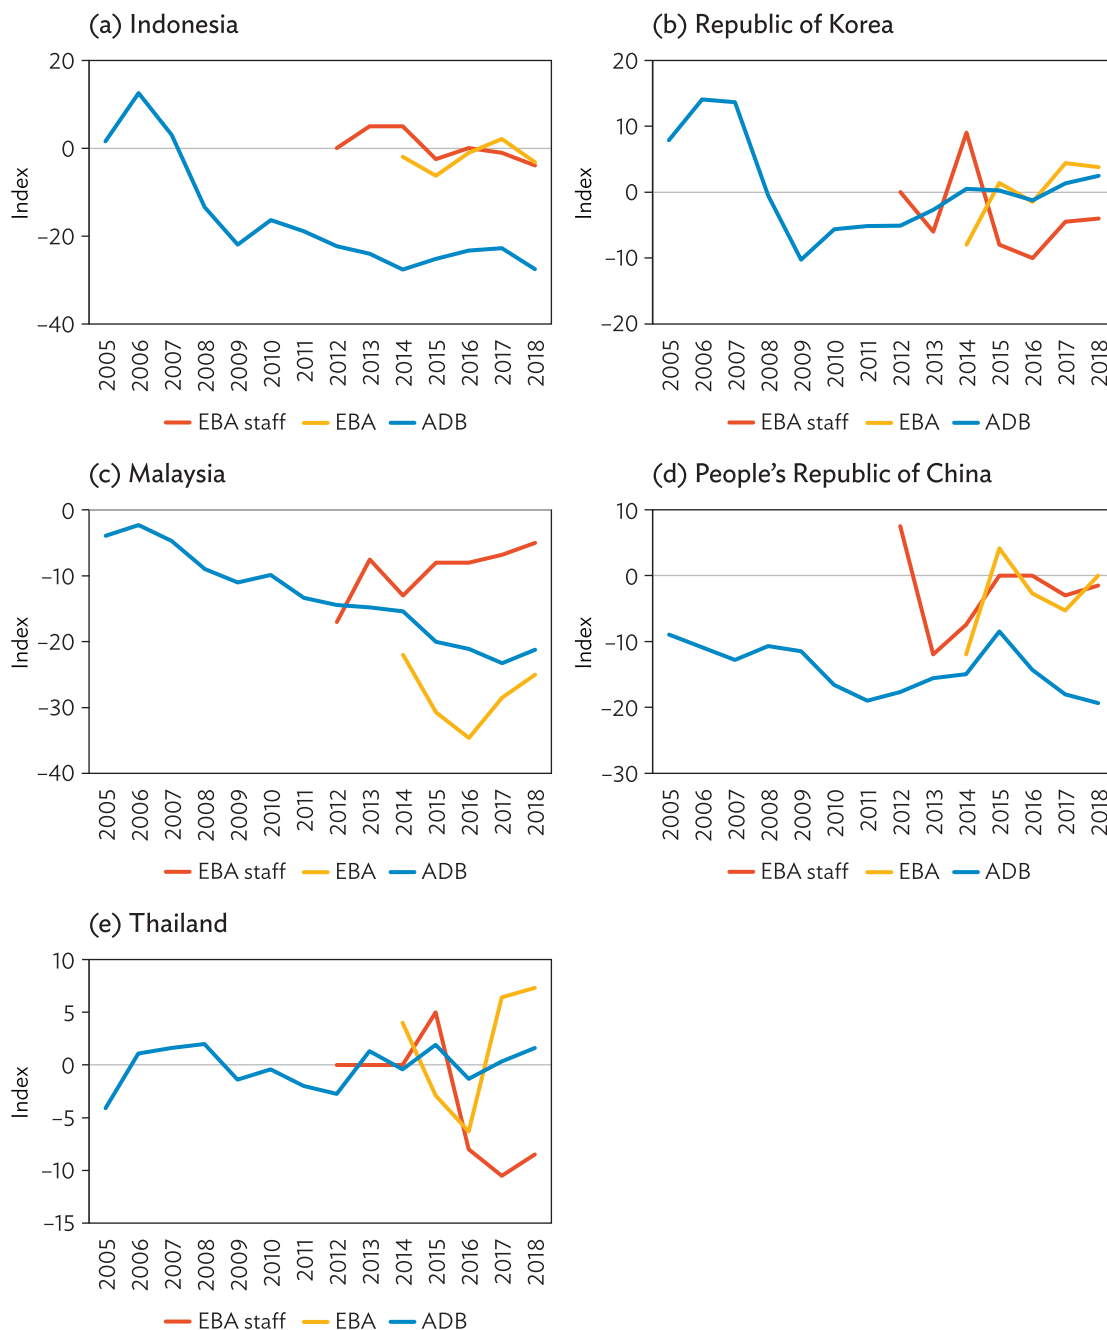 (a) Indonesia
20
0
–20
–40
Index
2005 2006 2007 2008 2009 2010 2011 2012 2013 2014 2015 2016 2017 2018
EBA staff EBA ADB
(b) Republic of Korea
20
10
0
–10
–20
Index
2005 2006 2007 2008 2009 2010 2011 2012 2013 2014 2015 2016 2017 2018
EBA staff EBA ADB
(c) Malaysia
0
–10
–20
–30
–40
Index
2005 2006 2007 2008 2009 2010 2011 2012 2013 2014 2015 2016 2017 2018
EBA staff EBA ADB
(d) People’s Republic of China
10
0
–10
–20
–30
Index
2005 2006 2007 2008 2009 2010 2011 2012 2013 2014 2015 2016 2017 2018
EBA staff EBA ADB
(e) Thailand
10
5
0
–5
–10
–15
Index
2005 2006 2007 2008 2009 2010 2011 2012 2013 2014 2015 2016 2017 2018
EBA staff EBA ADB